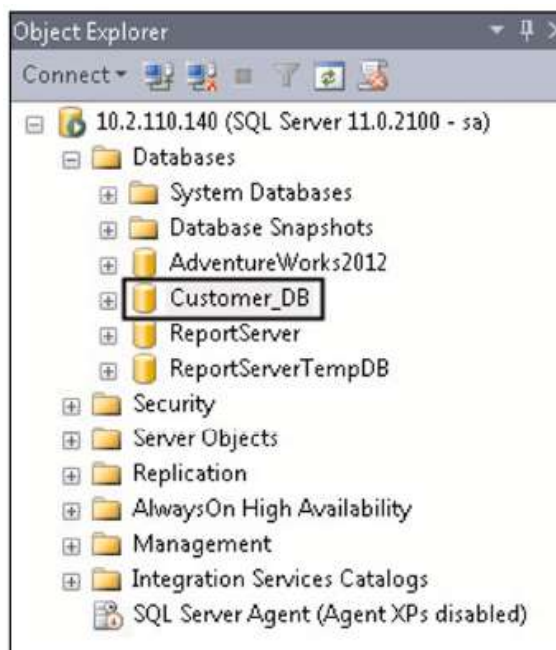 Object Explorer
Connect
10.2.110.140 (SQL Server 11.0.2100 - sa)
Databases
System Databases
Database Snapshots
AdventureWorks2012
Customer_DB
ReportServer
ReportServerTempDB
Security
Server Objects
Replication
AlwaysOn High Availability
Management
Integration Services Catalogs
SQL Server Agent (Agent XPs disabled)